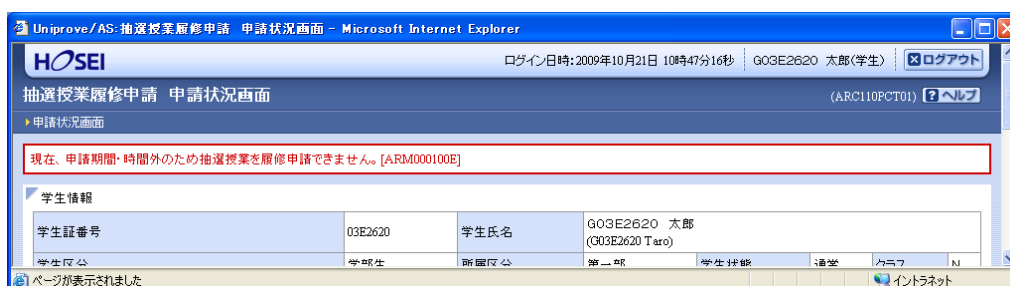 Uniprove/AS:抽選授業履修申請 申請状況画面 - Microsoft Internet Explorer
HOSEI ログイン日時:2009年10月21日 10時47分16秒 G03E2620 太郎(学生) ログアウト
抽選授業履修申請 申請状況画面 (ARC110PCT01) ? ヘルプ
申請状況画面
現在、申請期間・時間外のため抽選授業を履修申請できません。[ARM000100E]
学生情報
学生証番号 03E2620 学生氏名 G03E2620 太郎
(G03E2620 Taro)
学生区分 学部生 所属区分 第一部 学生状態 通学 クラス N
ページが表示されました イントラネット